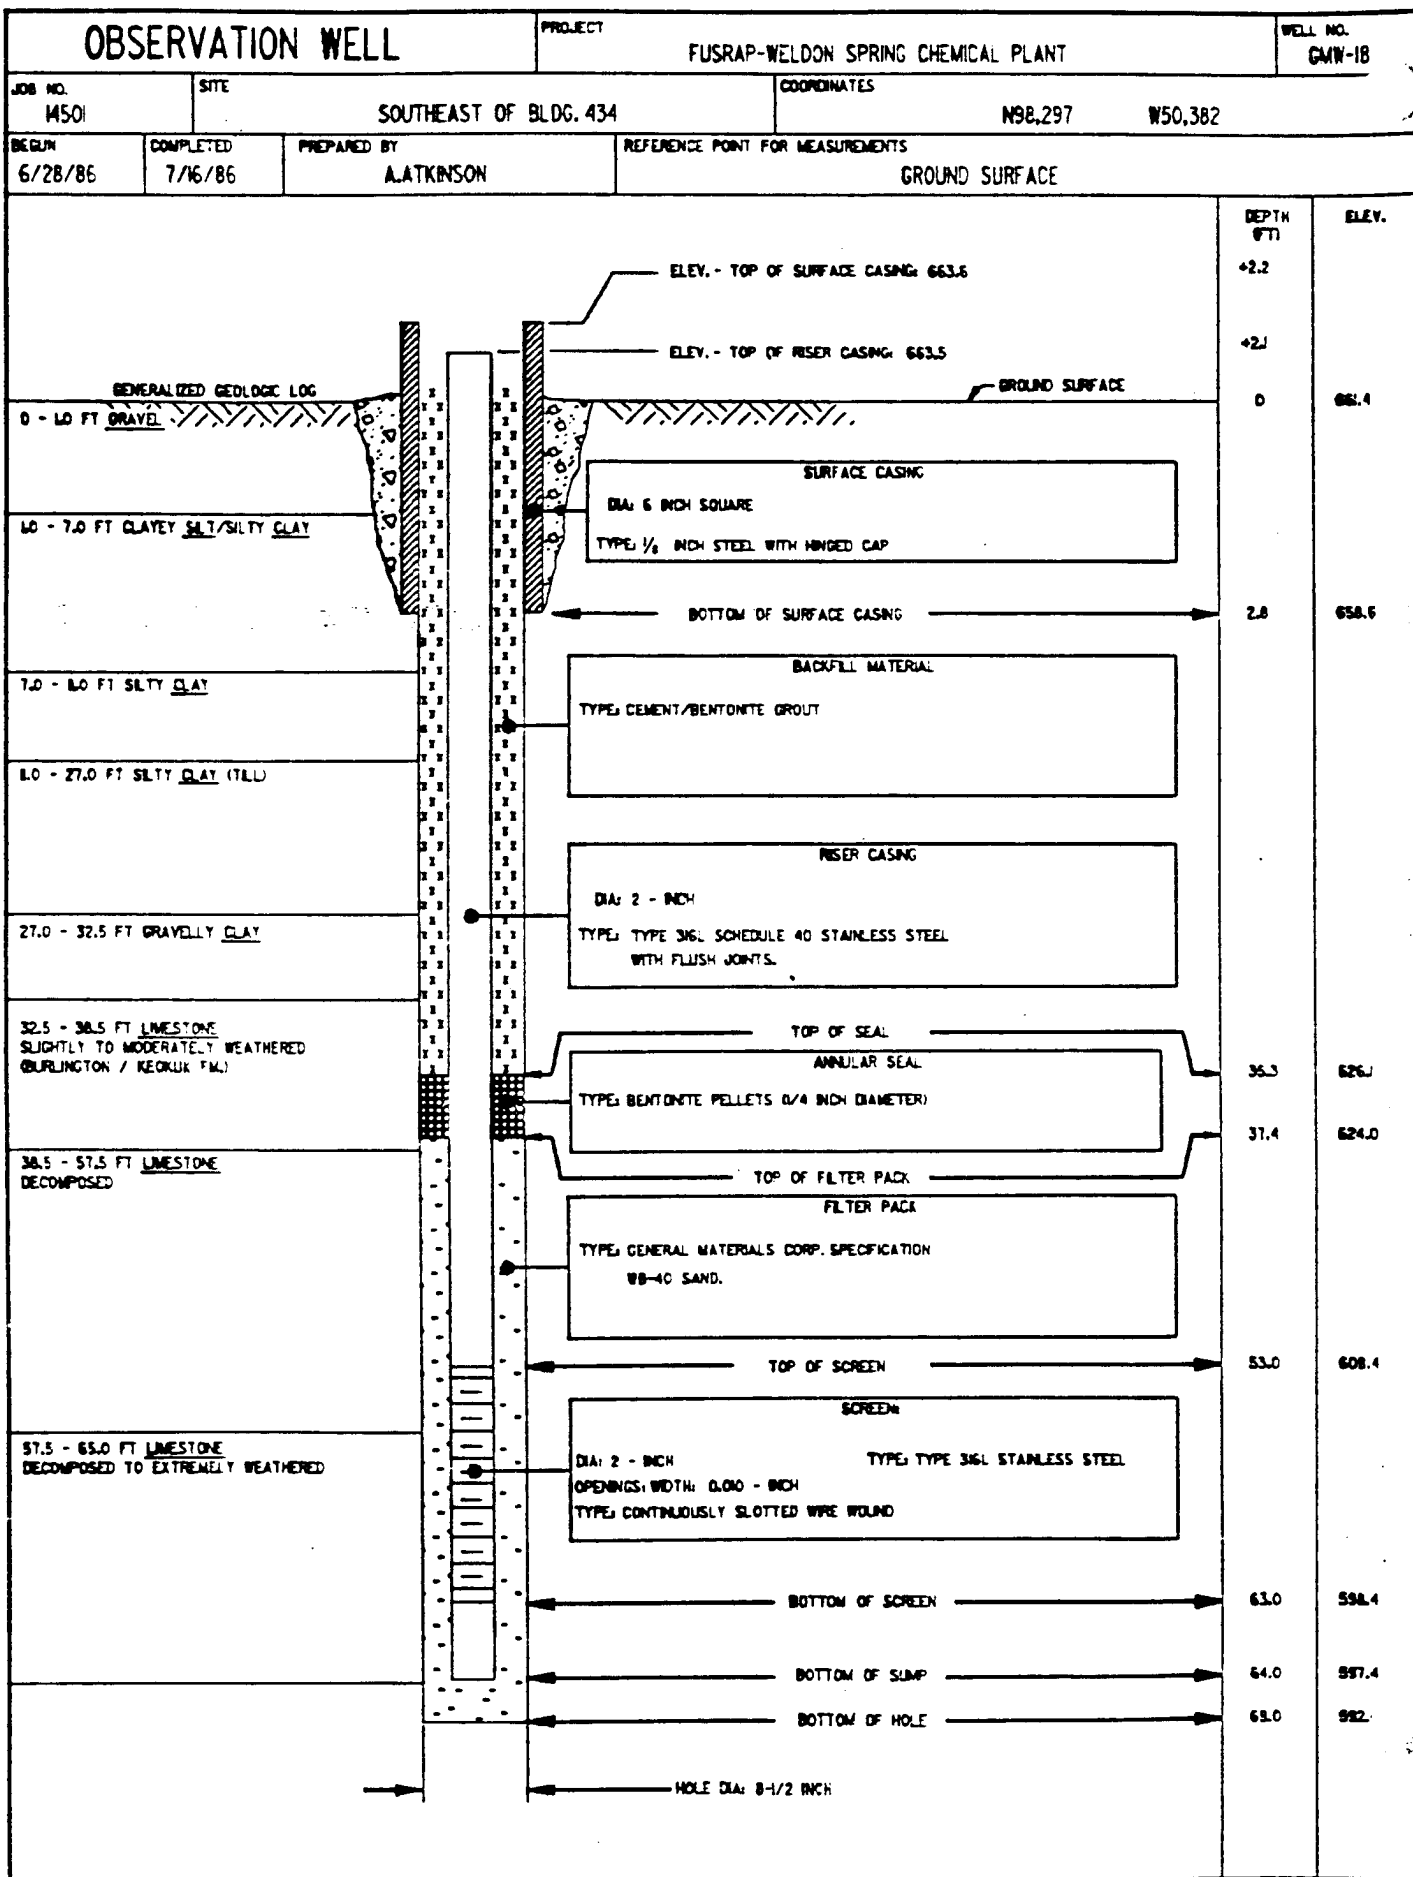 OBSERVATION WELL
PROJECT
FUSRAP-WELDON SPRING CHEMICAL PLANT
WELL NO.
GMW-18
JOB NO.
14501
SITE
SOUTHEAST OF BLDG. 434
COORDINATES
N98,297 W50,382
BEGUN
6/28/86
COMPLETED
7/16/86
PREPARED BY
A.ATKINSON
REFERENCE POINT FOR MEASUREMENTS
GROUND SURFACE
DEPTH
(FT)
ELEV.
ELEV. - TOP OF SURFACE CASING: 663.6
+2.2
ELEV. - TOP OF RISER CASING: 663.5
+2.1
GENERALIZED GEOLOGIC LOG
GROUND SURFACE
0
661.4
0 - 1.0 FT GRAVEL
SURFACE CASING
DIA: 6 INCH SQUARE
TYPE: 1/8 INCH STEEL WITH HINGED CAP
1.0 - 7.0 FT CLAYEY SILT/SILTY CLAY
BOTTOM OF SURFACE CASING
2.8
658.6
7.0 - 11.0 FT SILTY CLAY
BACKFILL MATERIAL
TYPE: CEMENT/BENTONITE GROUT
11.0 - 27.0 FT SILTY CLAY (TILL)
RISER CASING
DIA: 2 - INCH
TYPE: TYPE 316L SCHEDULE 40 STAINLESS STEEL
WITH FLUSH JOINTS.
27.0 - 32.5 FT GRAVELLY CLAY
32.5 - 38.5 FT LIMESTONE
SLIGHTLY TO MODERATELY WEATHERED
(BURLINGTON / KEOKUK FM.)
TOP OF SEAL
35.3
626.1
ANNULAR SEAL
TYPE: BENTONITE PELLETS (1/4 INCH DIAMETER)
37.4
624.0
TOP OF FILTER PACK
38.5 - 57.5 FT LIMESTONE
DECOMPOSED
FILTER PACK
TYPE: GENERAL MATERIALS CORP. SPECIFICATION
WB-40 SAND.
TOP OF SCREEN
53.0
608.4
SCREEN:
DIA: 2 - INCH TYPE: TYPE 316L STAINLESS STEEL
OPENINGS: WIDTH: 0.010 - INCH
TYPE: CONTINUOUSLY SLOTTED WIRE WOUND
57.5 - 65.0 FT LIMESTONE
DECOMPOSED TO EXTREMELY WEATHERED
BOTTOM OF SCREEN
63.0
598.4
BOTTOM OF SUMP
64.0
597.4
BOTTOM OF HOLE
HOLE DIA: 8-1/2 INCH